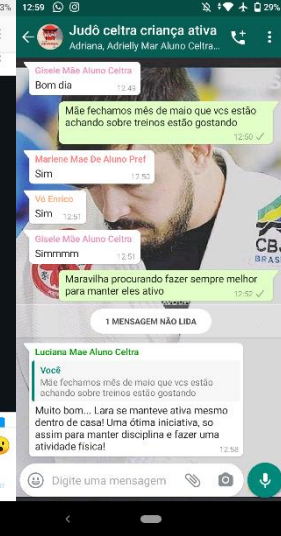 3%
12:59
29%
Judô celtra criança ativa
Adriana, Adrielly Mar Aluno Celtra...
Gisele Mãe Aluno Celtra
Bom dia
12:49
Mãe fechamos mês de maio que vcs estão
achando sobre treinos estão gostando
12:50
Marlene Mae De Aluno Pref
Sim
12:50
Vó Enrico
Sim
12:51
Gisele Mãe Aluno Celtra
Simmmm
12:51
Maravilha procurando fazer sempre melhor
para manter eles ativo
12:52
CBJ
BRASI
1 MENSAGEM NÃO LIDA
Luciana Mae Aluno Celtra
Você
Mãe fechamos mês de maio que vcs estão
achando sobre treinos estão gostando
Muito bom... Lara se manteve ativa mesmo
dentro de casa! Uma ótima iniciativa, so
assim para manter disciplina e fazer uma
atividade física!
12:58
Digite uma mensagem